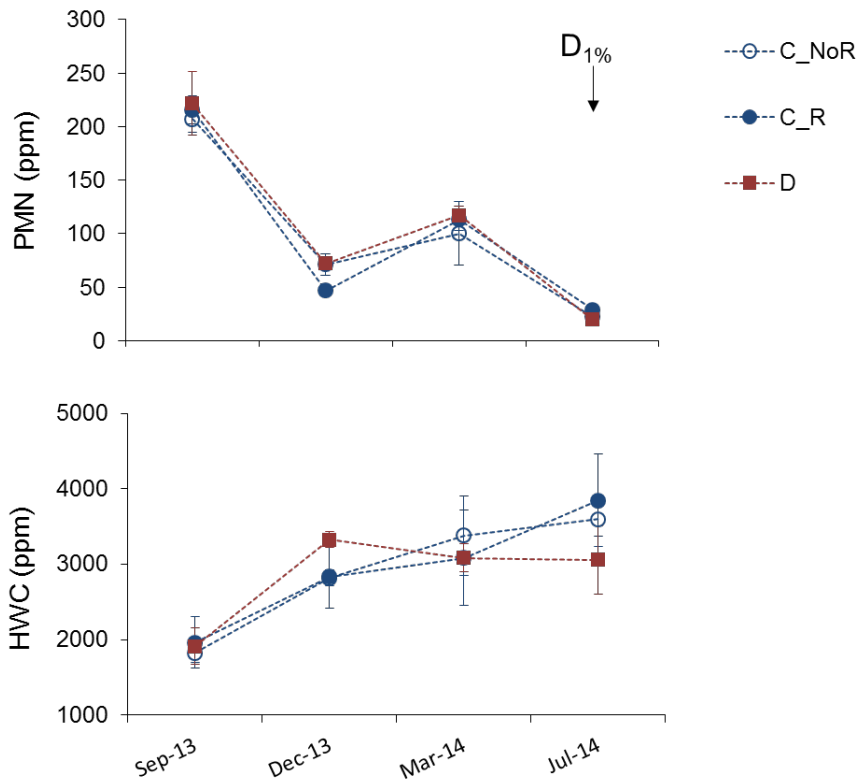 300
250
200
150
100
50
0
PMN (ppm)
D1%
C_NoR
C_R
D
5000
4000
3000
2000
1000
HWC (ppm)
Sep-13
Dec-13
Mar-14
Jul-14